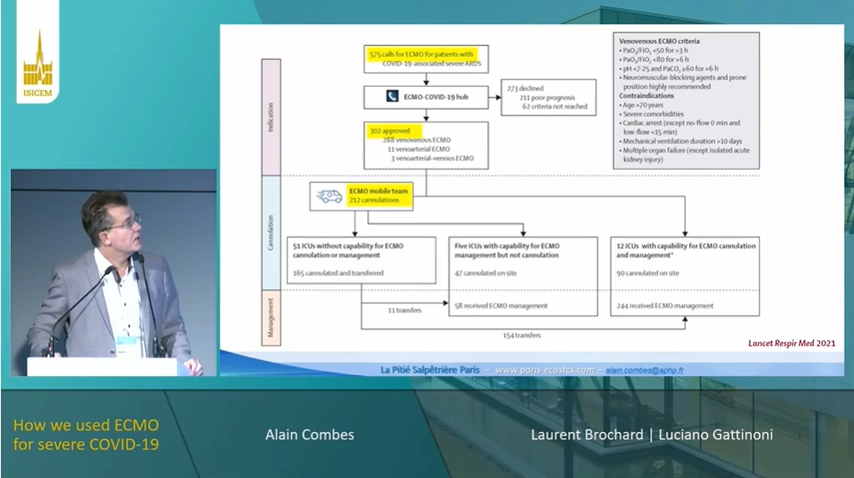 ISICEM
575 calls for ECMO for patients with
COVID-19-associated severe ARDS
ECMO-COVID-19 hub
273 declined
211 poor prognosis
62 criteria not reached
302 approved
288 venovenous ECMO
11 venoarterial ECMO
3 venoarterial-venous ECMO
Venovenous ECMO criteria
• PaO2/FiO2 <50 for >3 h
• PaO2/FiO2 <80 for >6 h
• pH <7·25 and PaCO2 ≥60 for >6 h
• Neuromuscular-blocking agents and prone
position highly recommended
Contraindications
• Age >70 years
• Severe comorbidities
• Cardiac arrest (except no-flow 0 min and
low-flow <15 min)
• Mechanical ventilation duration >10 days
• Multiple organ failure (except isolated acute
kidney injury)
Indication
ECMO mobile team
212 cannulations
Cannulation
51 ICUs without capability for ECMO
cannulation or management
165 cannulated and transferred
Five ICUs with capability for ECMO
management but not cannulation
47 cannulated on site
12 ICUs with capability for ECMO cannulation
and management*
90 cannulated on site
Management
11 transfers
58 received ECMO management
244 received ECMO management
154 transfers
Lancet Respir Med 2021
La Pitié Salpêtrière Paris – www.paris-ecostcs.com – alain.combes@aphp.fr
How we used ECMO
for severe COVID-19
Alain Combes
Laurent Brochard | Luciano Gattinoni